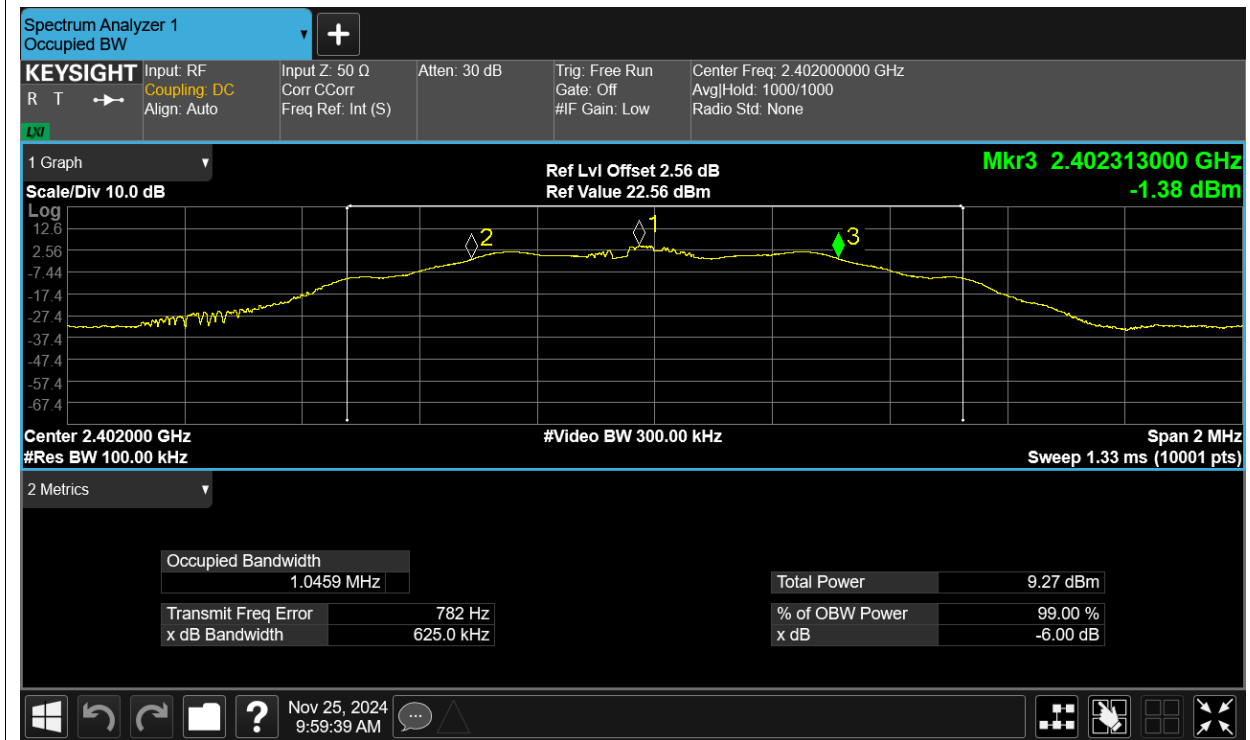 Spectrum Analyzer 1
Occupied BW
KEYSIGHT
R T
LXI
Input: RF
Coupling: DC
Align: Auto
Input Z: 50 Ω
Corr CCorr
Freq Ref: Int (S)
Atten: 30 dB
Trig: Free Run
Gate: Off
#IF Gain: Low
Center Freq: 2.402000000 GHz
Avg|Hold: 1000/1000
Radio Std: None
1 Graph
Scale/Div 10.0 dB
Ref Lvl Offset 2.56 dB
Ref Value 22.56 dBm
Mkr3 2.402313000 GHz
-1.38 dBm
Log
12.6
2.56
-7.44
-17.4
-27.4
-37.4
-47.4
-57.4
-67.4
2
1
3
Center 2.402000 GHz
#Res BW 100.00 kHz
#Video BW 300.00 kHz
Span 2 MHz
Sweep 1.33 ms (10001 pts)
2 Metrics
Occupied Bandwidth
1.0459 MHz
Transmit Freq Error 782 Hz
x dB Bandwidth 625.0 kHz
Total Power 9.27 dBm
% of OBW Power 99.00 %
x dB -6.00 dB
?
Nov 25, 2024
9:59:39 AM